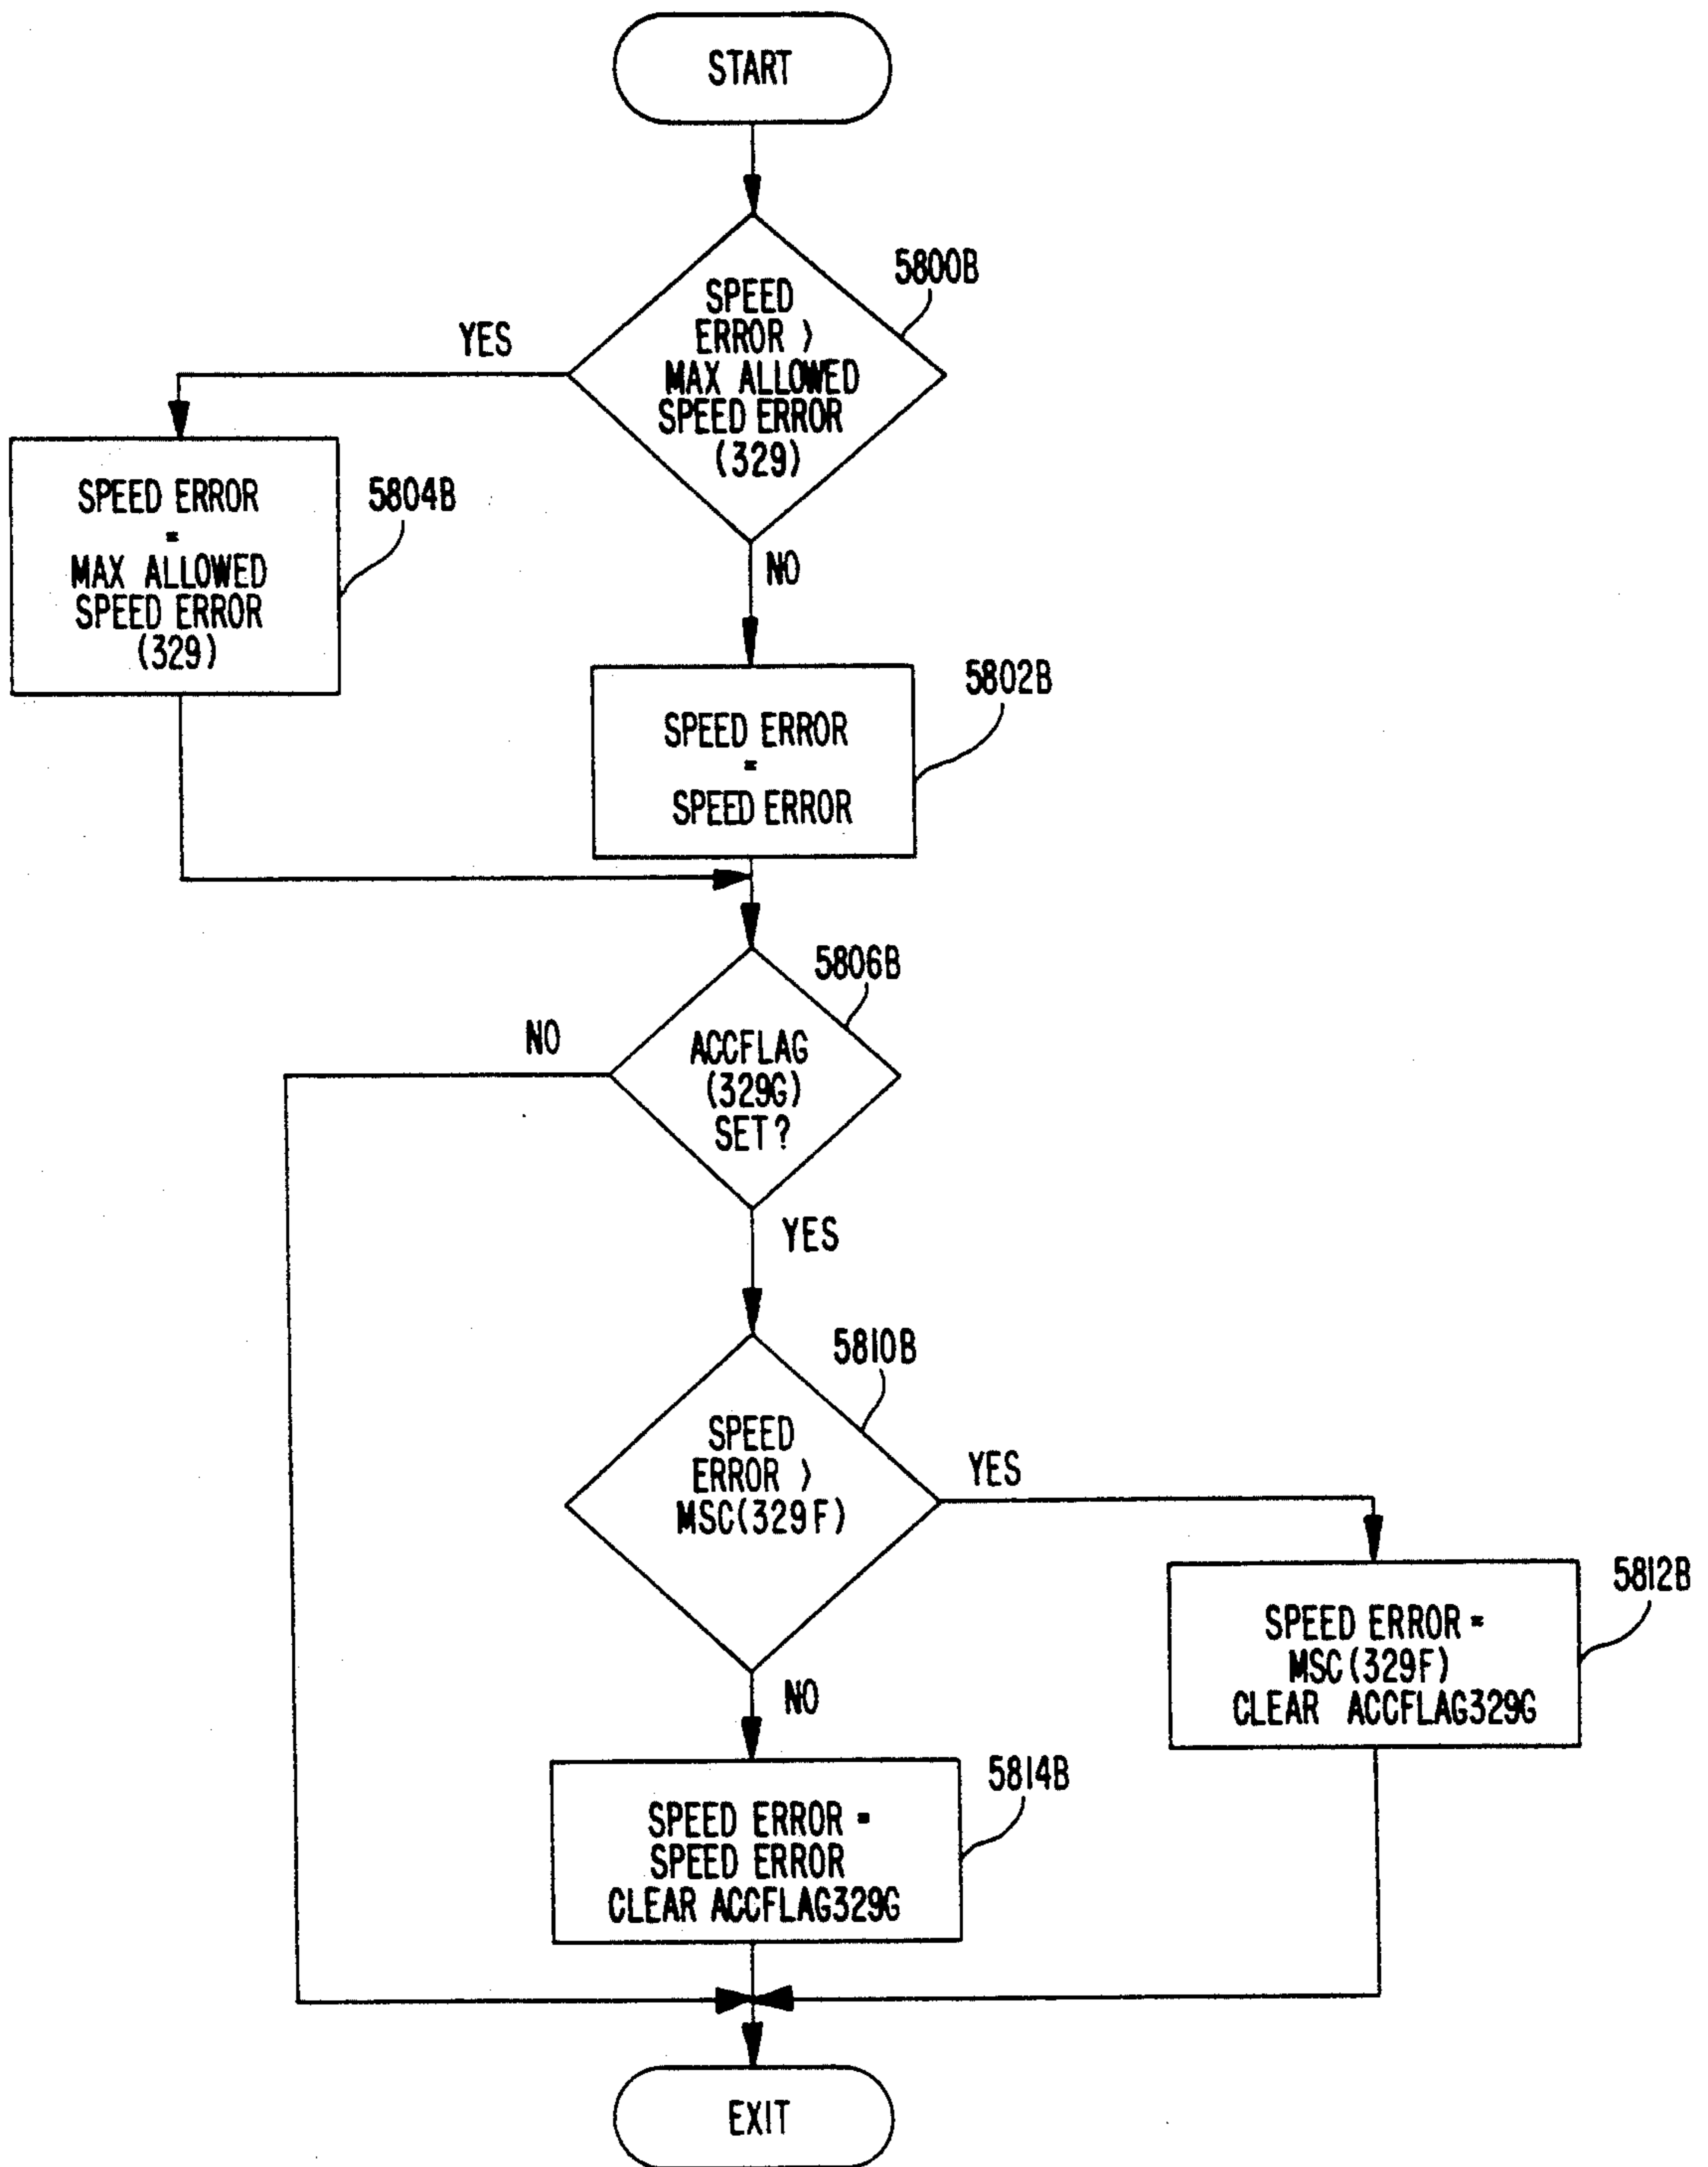 START
5800B
SPEED
ERROR >
MAX ALLOWED
SPEED ERROR
(329)
YES
NO
5804B
SPEED ERROR
=
MAX ALLOWED
SPEED ERROR
(329)
5802B
SPEED ERROR
=
SPEED ERROR
5806B
NO
ACCFLAG
(329G)
SET?
YES
5810B
SPEED
ERROR >
MSC(329F)
YES
5812B
SPEED ERROR =
MSC(329F)
CLEAR ACCFLAG329G
NO
5814B
SPEED ERROR =
SPEED ERROR
CLEAR ACCFLAG329G
EXIT